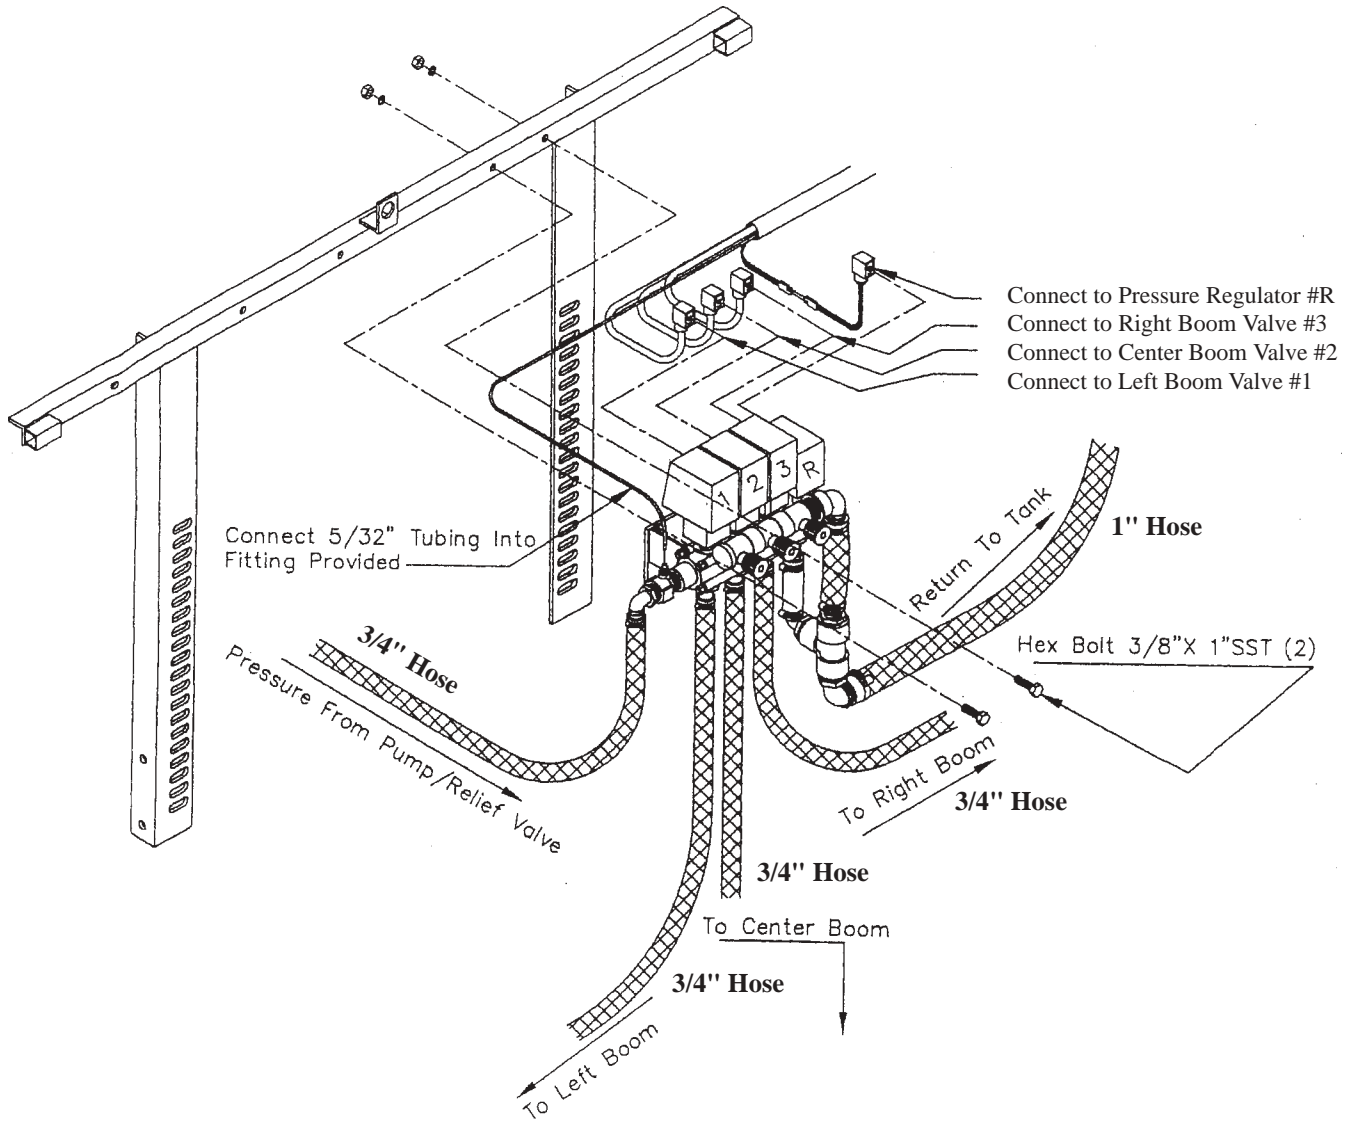 Connect to Pressure Regulator #R
Connect to Right Boom Valve #3
Connect to Center Boom Valve #2
Connect to Left Boom Valve #1
1
2
3
R
Connect 5/32" Tubing Into
Fitting Provided
Return To Tank
1" Hose
Hex Bolt 3/8"X 1"SST (2)
3/4" Hose
Pressure From Pump/Relief Valve
To Right Boom
3/4" Hose
3/4" Hose
To Center Boom
3/4" Hose
To Left Boom